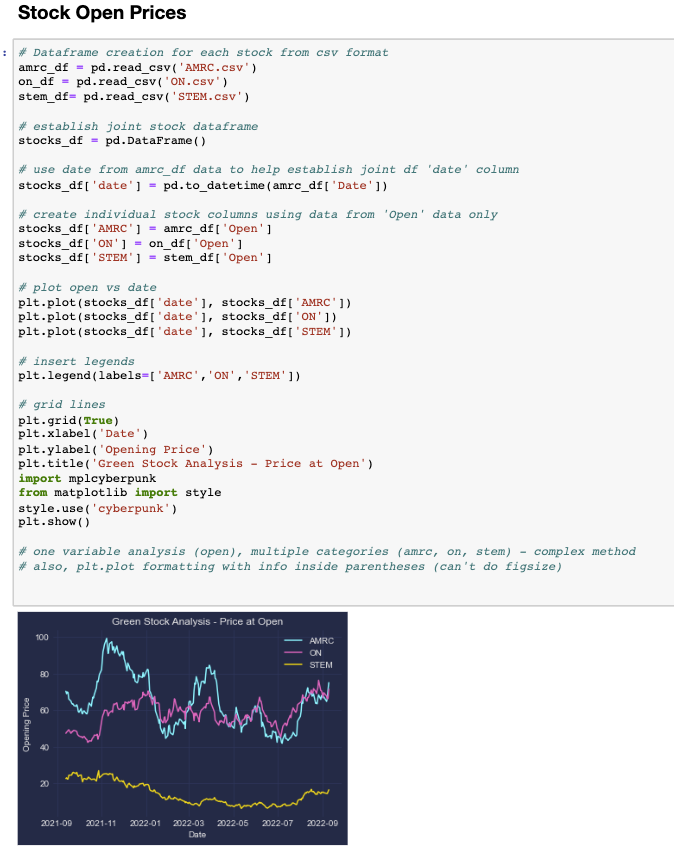 Stock Open Prices
:
# Dataframe creation for each stock from csv format
amrc_df = pd.read_csv('AMRC.csv')
on_df = pd.read_csv('ON.csv')
stem_df= pd.read_csv('STEM.csv')
# establish joint stock dataframe
stocks_df = pd.DataFrame()
# use date from amrc_df data to help establish joint df 'date' column
stocks_df['date'] = pd.to_datetime(amrc_df['Date'])
# create individual stock columns using data from 'Open' data only
stocks_df['AMRC'] = amrc_df['Open']
stocks_df['ON'] = on_df['Open']
stocks_df['STEM'] = stem_df['Open']
# plot open vs date
plt.plot(stocks_df['date'], stocks_df['AMRC'])
plt.plot(stocks_df['date'], stocks_df['ON'])
plt.plot(stocks_df['date'], stocks_df['STEM'])
# insert legends
plt.legend(labels=['AMRC','ON','STEM'])
# grid lines
plt.grid(True)
plt.xlabel('Date')
plt.ylabel('Opening Price')
plt.title('Green Stock Analysis - Price at Open')
import mplcyberpunk
from matplotlib import style
style.use('cyberpunk')
plt.show()
# one variable analysis (open), multiple categories (amrc, on, stem) - complex method
# also, plt.plot formatting with info inside parentheses (can't do figsize)
Green Stock Analysis - Price at Open
AMRC
ON
STEM
100
80
60
40
20
Opening Price
2021-09 2021-11 2022-01 2022-03 2022-05 2022-07 2022-09
Date